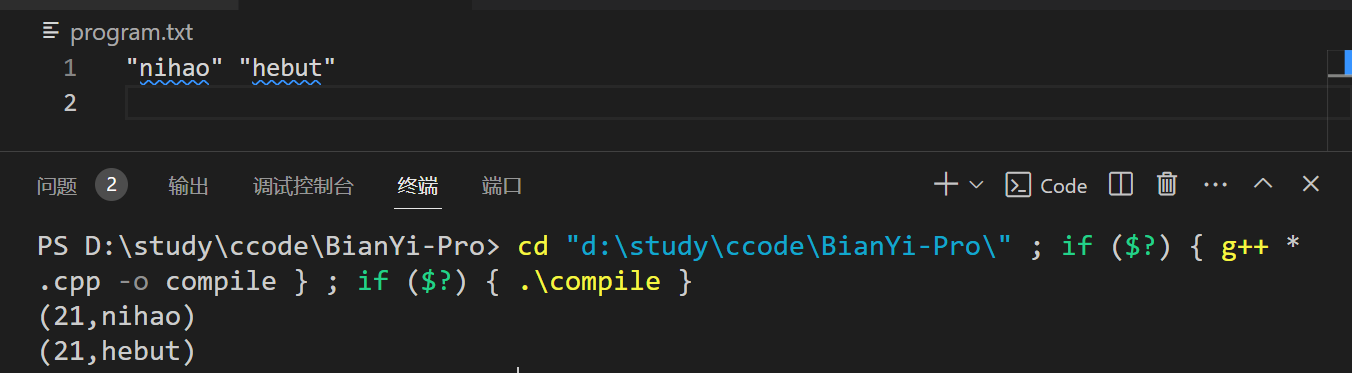 program.txt
1 "nihao" "hebut"
2
问题 2 输出 调试控制台 终端 端口 Code
PS D:\study\ccode\BianYi-Pro> cd "d:\study\ccode\BianYi-Pro\" ; if ($?) { g++ *
.cpp -o compile } ; if ($?) { .\compile }
(21,nihao)
(21,hebut)